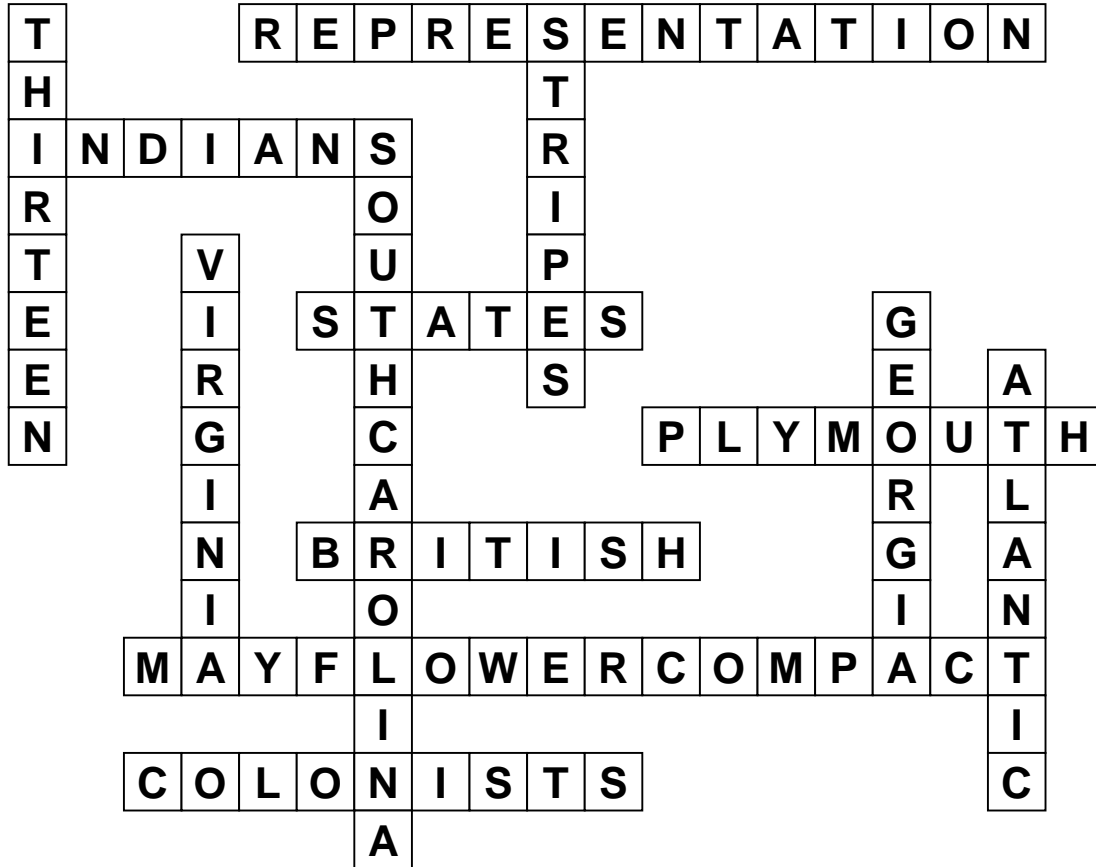 THIRTEEN
REPRESENTATION
STRIPES
INDIANS
SOUTHCAROLINA
VIRGINIA
STATES
GEORGIA
ATLANTIC
PLYMOUTH
BRITISH
MAYFLOWERCOMPACT
COLONISTS